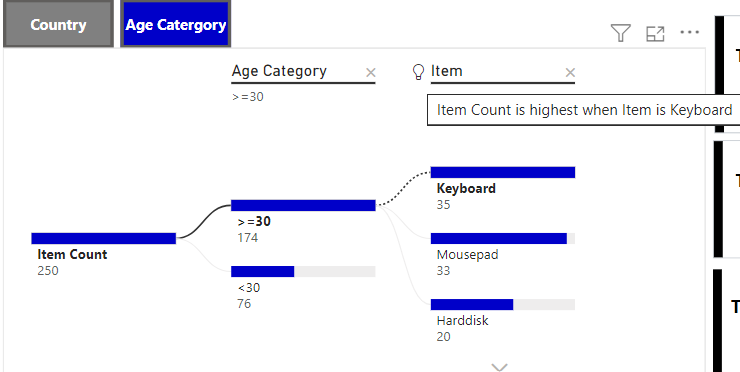 Country
Age Catergory
Age Category
Item
>=30
Item Count is highest when Item is Keyboard
Keyboard
35
>=30
174
Item Count
250
Mousepad
33
<30
76
Harddisk
20
T
T
T